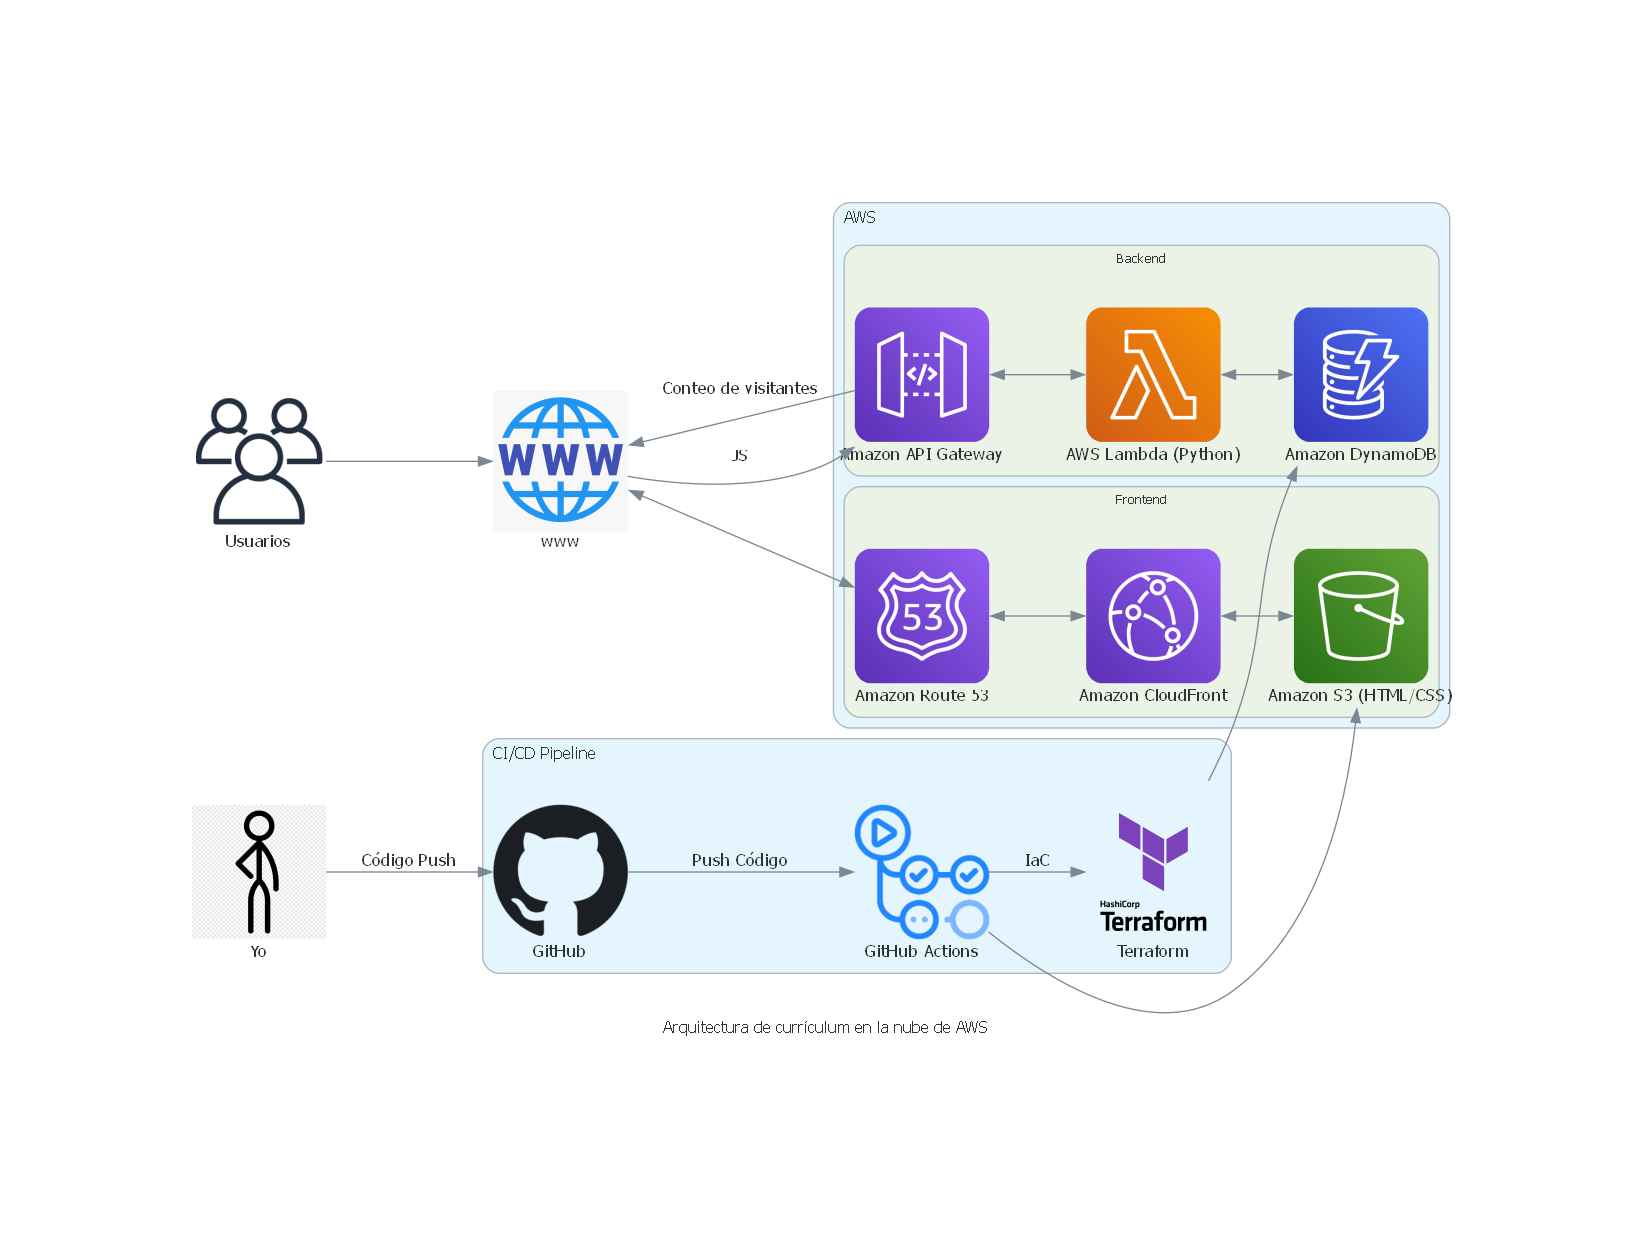 AWS
Backend
Conteo de visitantes
JS
</>
Amazon API Gateway
AWS Lambda (Python)
Amazon DynamoDB
WWW
Usuarios
www
Frontend
53
Amazon Route 53
Amazon CloudFront
Amazon S3 (HTML/CSS)
CI/CD Pipeline
Código Push
Push Código
IaC
HashiCorp
Terraform
Yo
GitHub
GitHub Actions
Terraform
Arquitectura de currículum en la nube de AWS